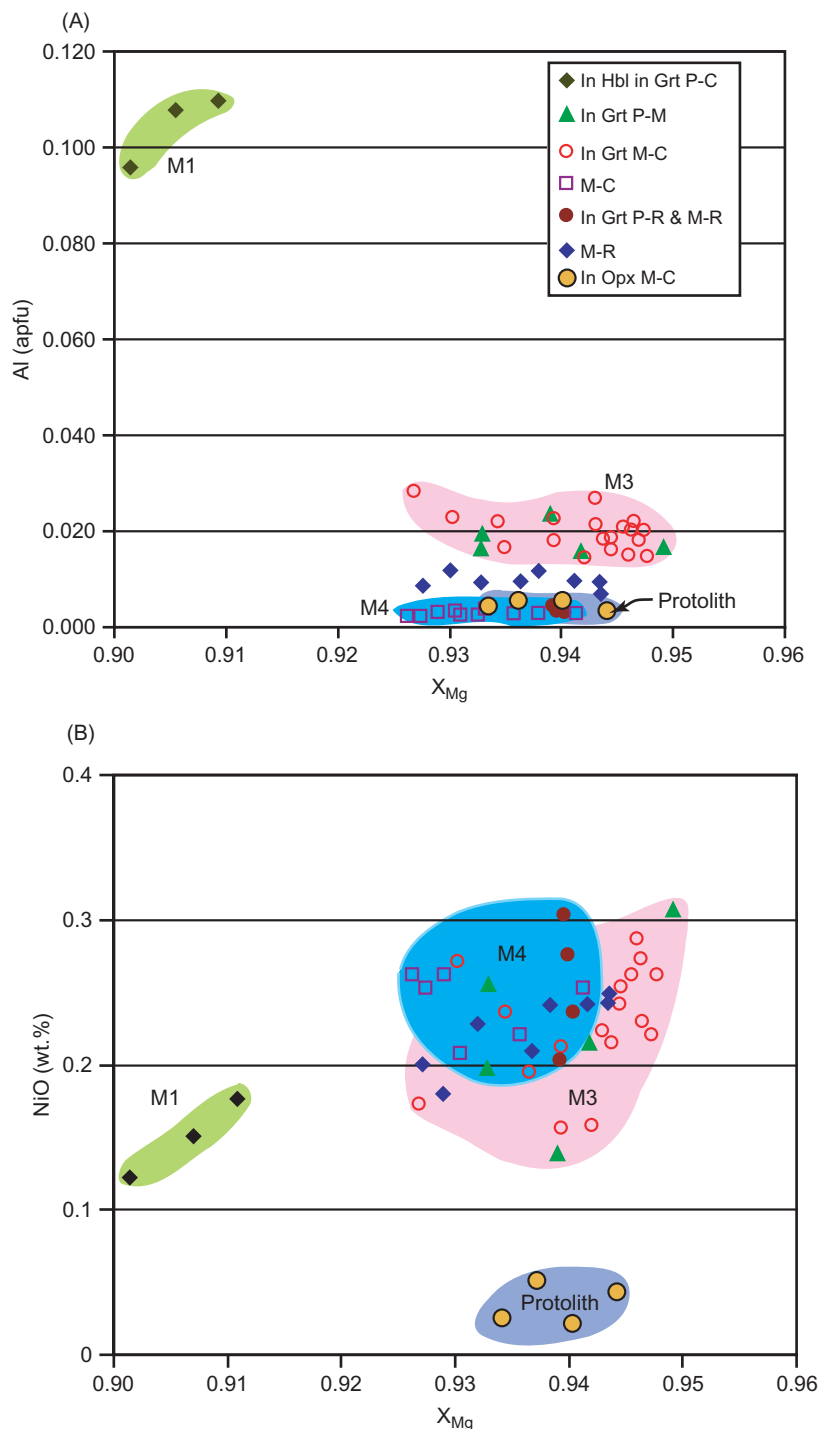 (A)
0.120
0.100
0.080
0.060
0.040
0.020
0.000
Al (apfu)
In Hbl in Grt P-C
In Grt P-M
In Grt M-C
M-C
In Grt P-R & M-R
M-R
In Opx M-C
M1
M3
M4
Protolith
0.90 0.91 0.92 0.93 0.94 0.95 0.96
XMg
(B)
0.4
0.3
0.2
0.1
0
NiO (wt.%)
M4
M1
M3
Protolith
0.90 0.91 0.92 0.93 0.94 0.95 0.96
XMg